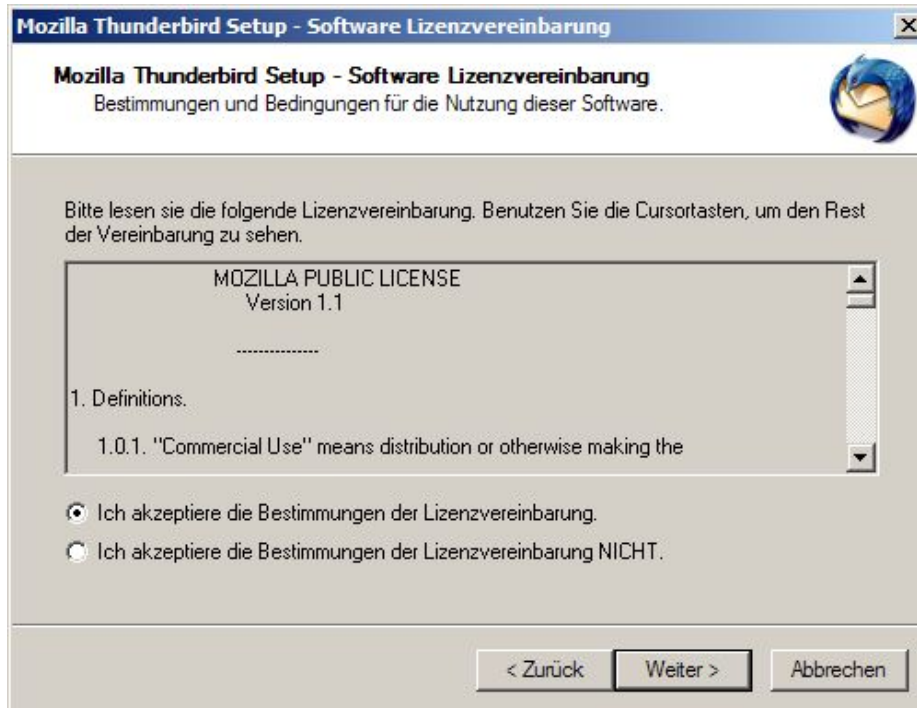 Mozilla Thunderbird Setup - Software Lizenzvereinbarung
Mozilla Thunderbird Setup - Software Lizenzvereinbarung
Bestimmungen und Bedingungen für die Nutzung dieser Software.
Bitte lesen sie die folgende Lizenzvereinbarung. Benutzen Sie die Cursortasten, um den Rest
der Vereinbarung zu sehen.
MOZILLA PUBLIC LICENSE
Version 1.1
---------------
1. Definitions.
1.0.1. "Commercial Use" means distribution or otherwise making the
Ich akzeptiere die Bestimmungen der Lizenzvereinbarung.
Ich akzeptiere die Bestimmungen der Lizenzvereinbarung NICHT.
< Zurück Weiter > Abbrechen